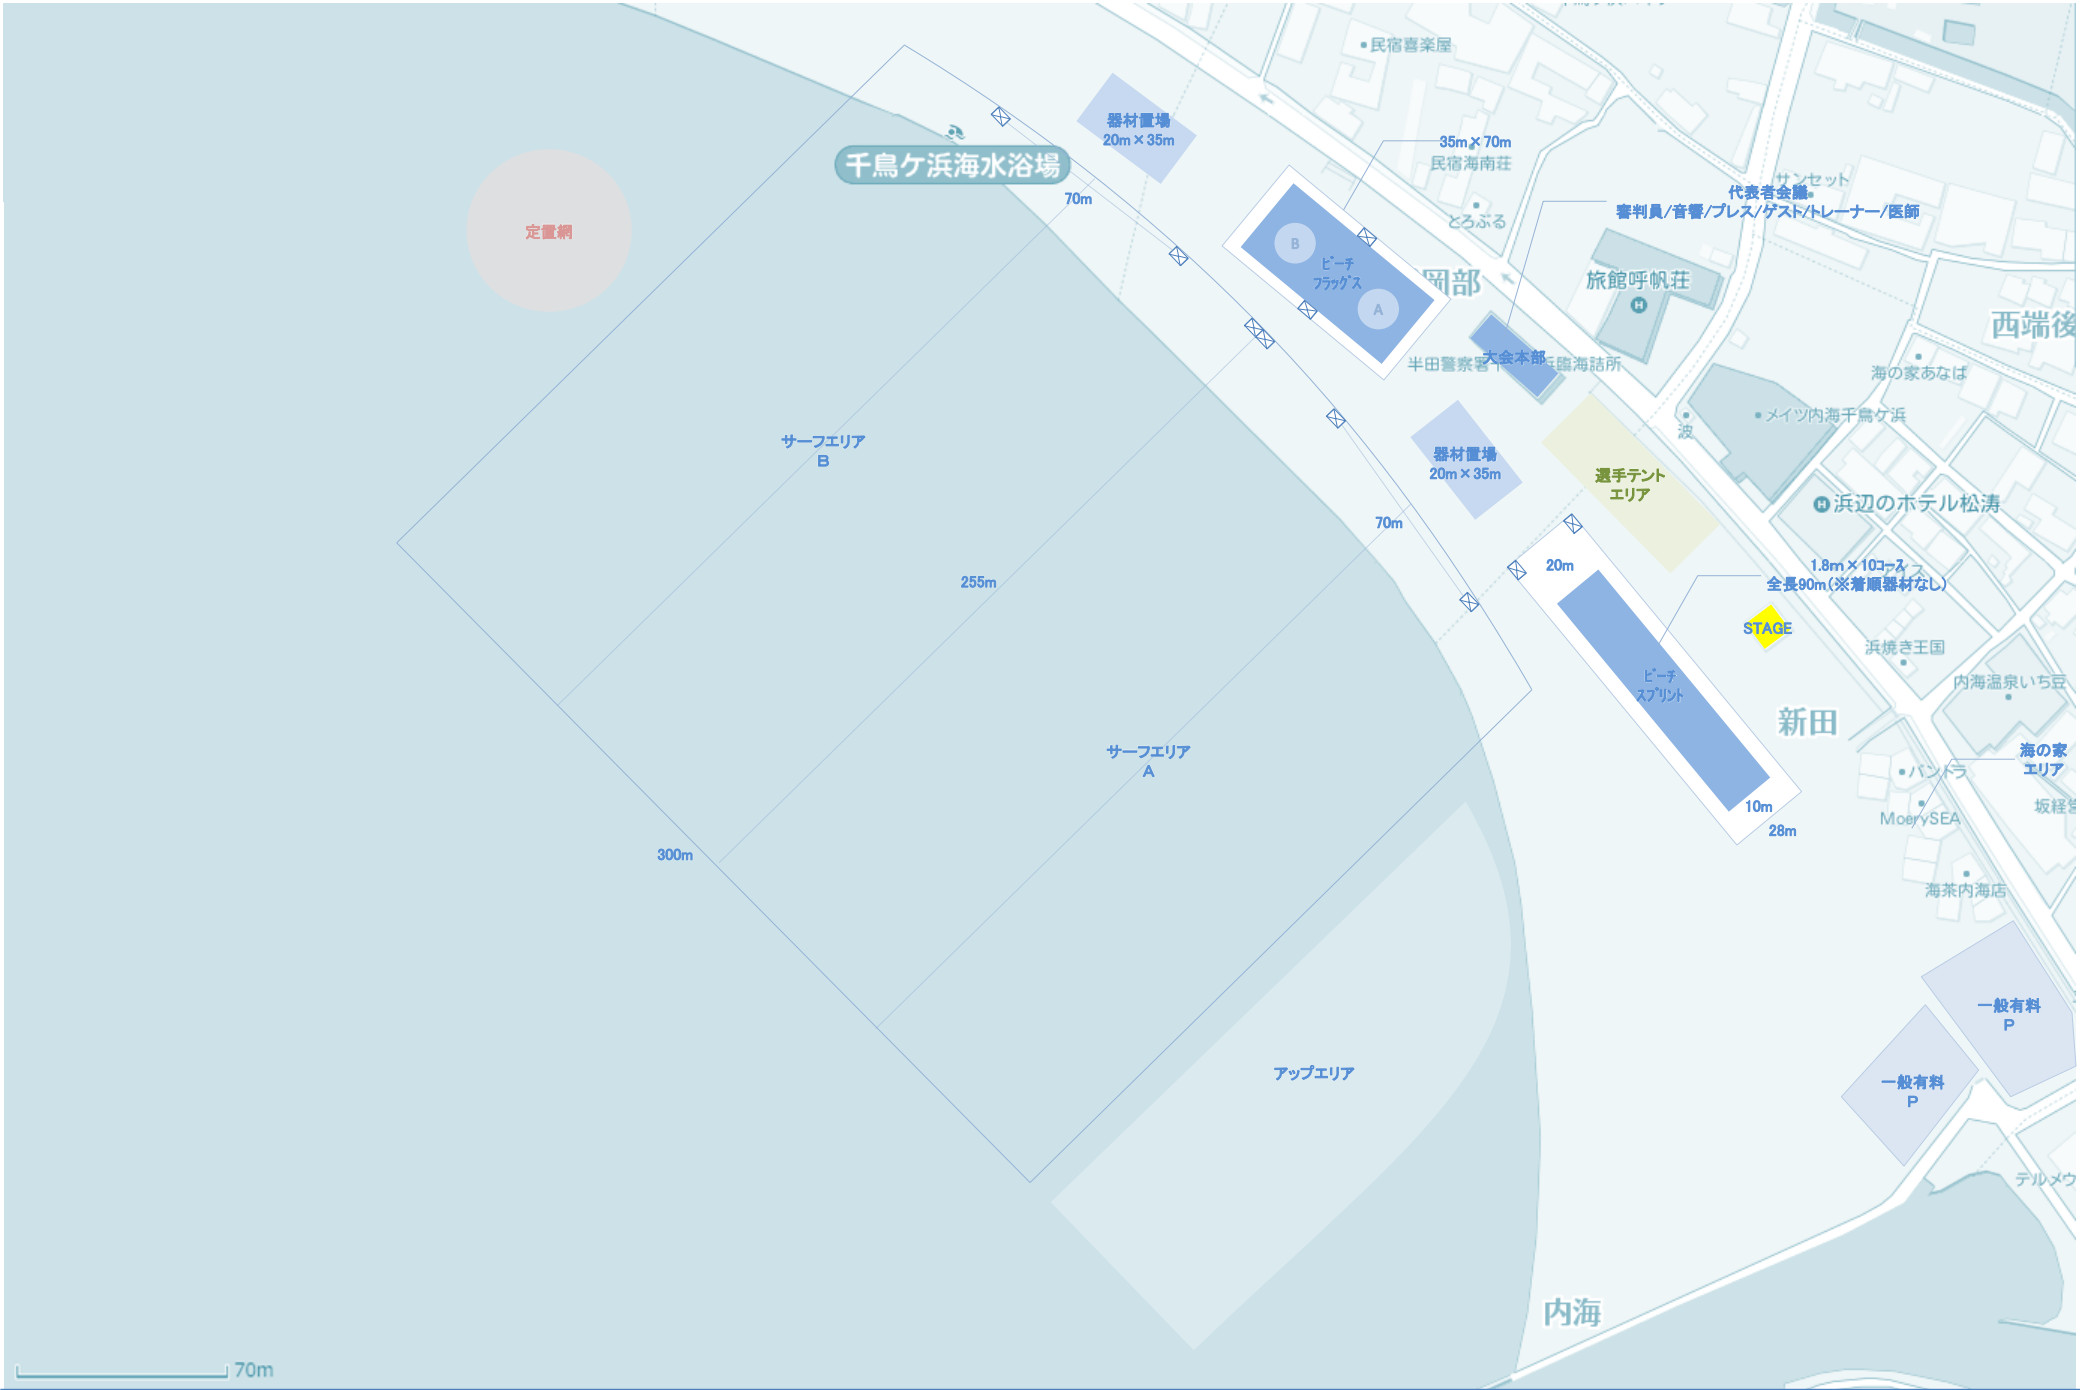 民宿喜楽屋
器材置場
20m×35m
35m×70m
民宿海南荘
千鳥ケ浜海水浴場
サンセット
代表者会議
審判員/音響/プレス/ゲスト/トレーナー/医師
とろぶる
70m
定置網
B
ビーチ
フラッグス
A
岡部
旅館呼帆荘
H
西端後
大会本部
半田警察署千
浜臨海詰所
海の家あなば
メイツ内海千鳥ケ浜
波
サーフエリア
B
器材置場
20m×35m
選手テント
エリア
浜辺のホテル松涛
H
70m
20m
1.8m×10コース
全長90m(※着順器材なし)
255m
STAGE
浜焼き王国
ビーチ
スプリント
内海温泉いち豆
新田
サーフエリア
A
海の家
エリア
パントラ
10m
MoerySEA
坂経営
28m
300m
海茶内海店
一般有料
P
アップエリア
一般有料
P
テルメウ
内海
70m